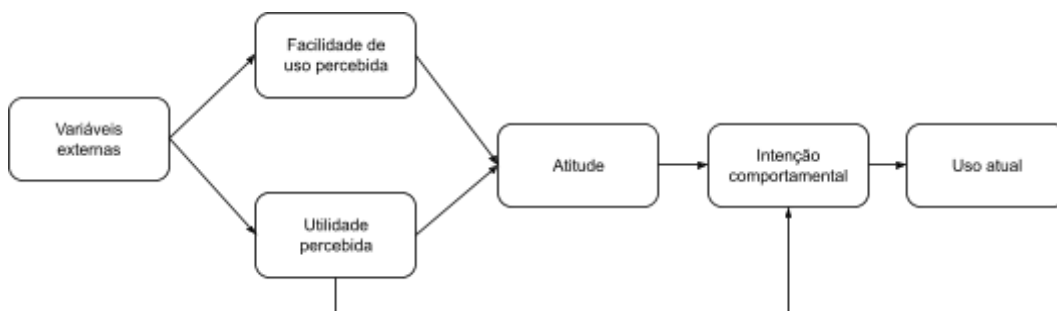 Facilidade de
uso percebida
Variáveis
externas
Atitude
Intenção
comportamental
Uso atual
Utilidade
percebida